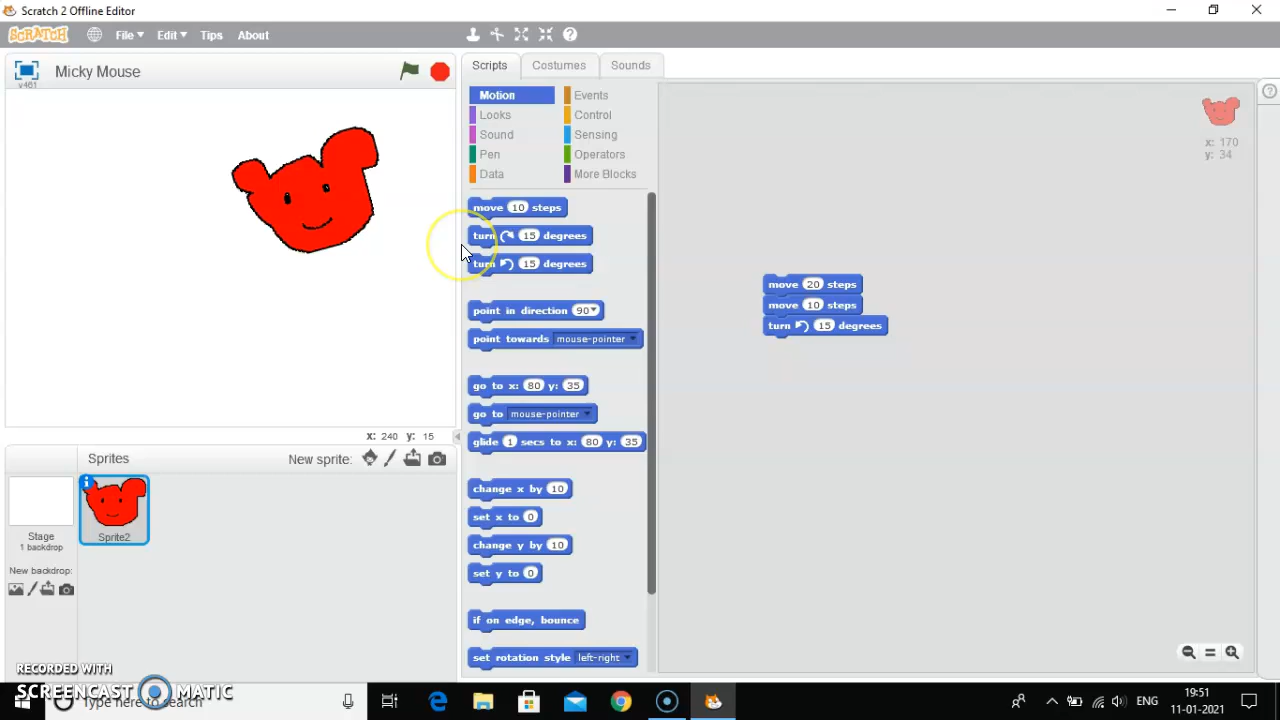 Scratch 2 Offline Editor
SCRATCH File Edit Tips About
v461 Micky Mouse
Scripts Costumes Sounds
Motion Events
Looks Control
Sound Sensing
Pen Operators
Data More Blocks
x: 170
y: 34
move 10 steps
turn 15 degrees
turn 15 degrees
point in direction 90
point towards mouse-pointer
go to x: 80 y: 35
go to mouse-pointer
glide 1 secs to x: 80 y: 35
change x by 10
set x to 0
change y by 10
set y to 0
if on edge, bounce
set rotation style left-right
move 20 steps
move 10 steps
turn 15 degrees
x: 240 y: 15
Sprites New sprite:
Stage
1 backdrop
New backdrop:
Sprite2
RECORDED WITH
SCREENCAST MATIC
Type here to search
ENG
19:51
11-01-2021